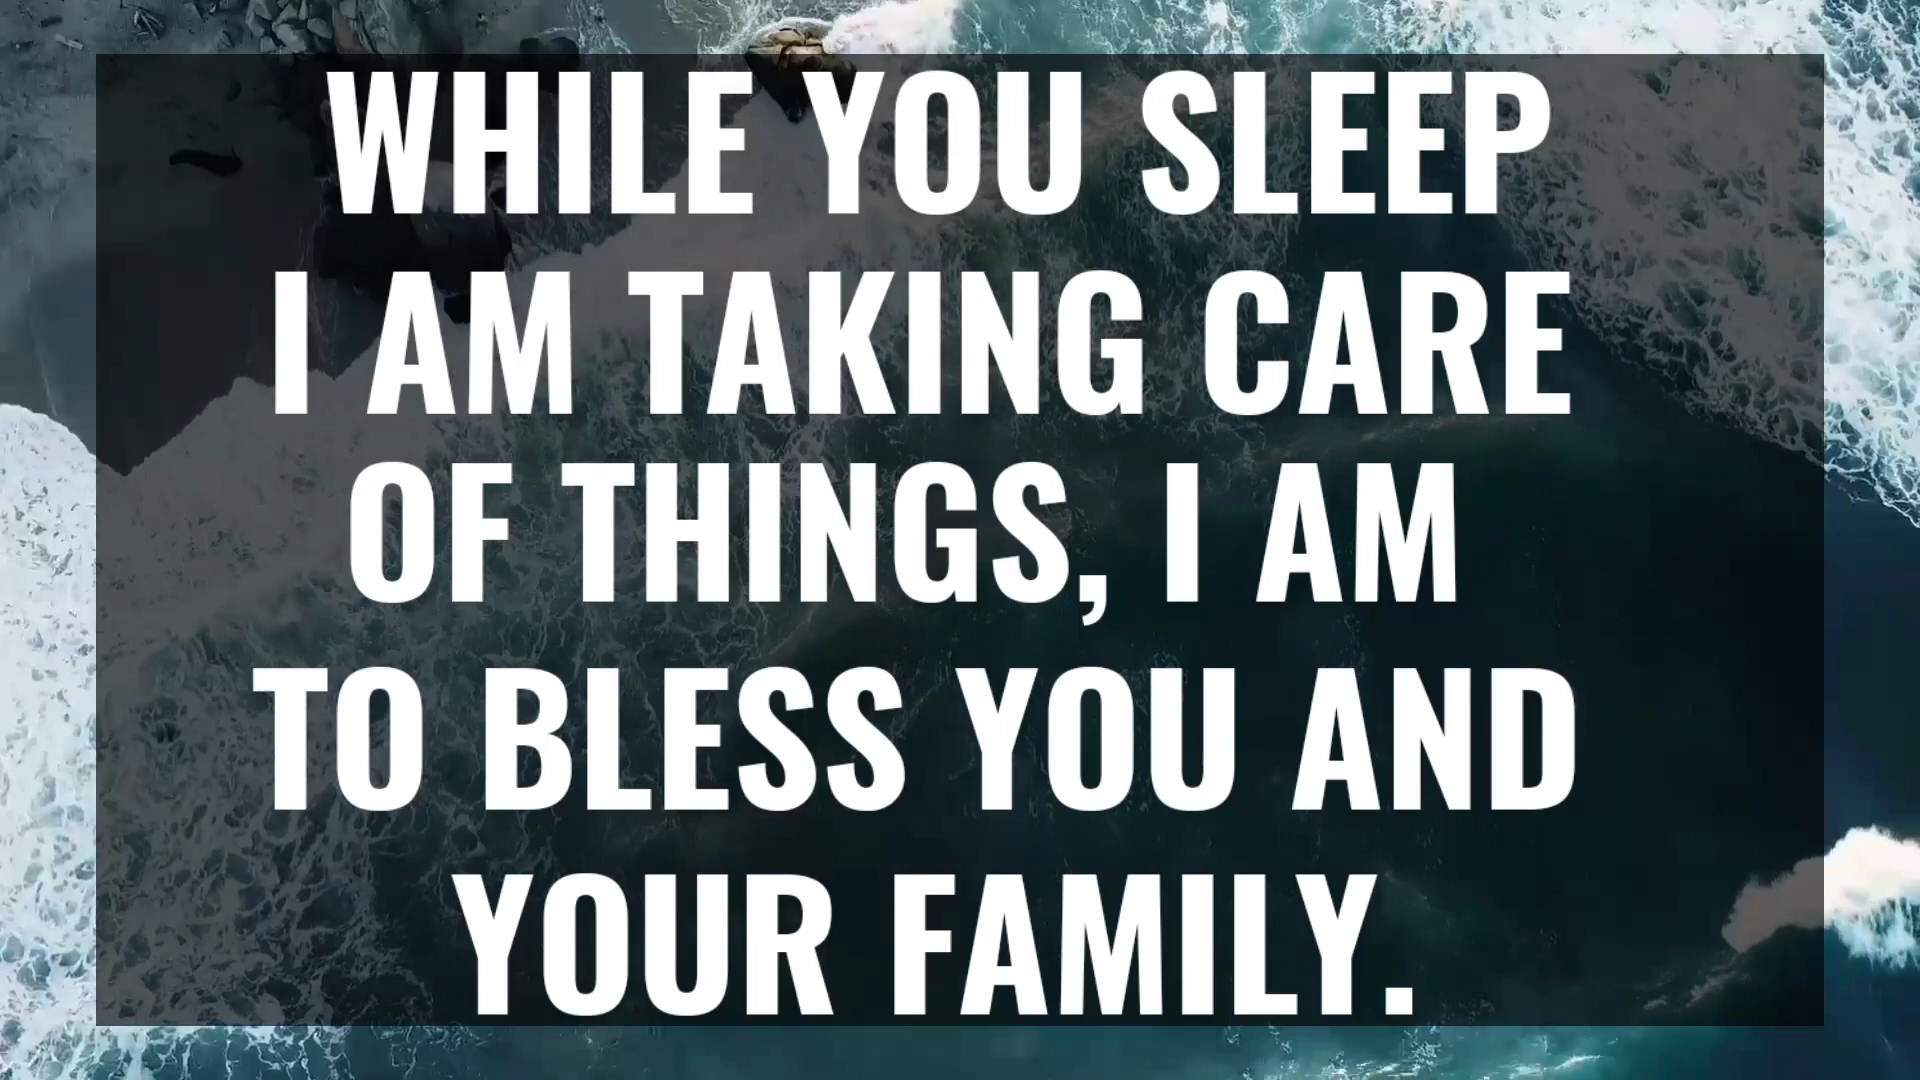 WHILE YOU SLEEP
I AM TAKING CARE
OF THINGS, I AM
TO BLESS YOU AND
YOUR FAMILY.